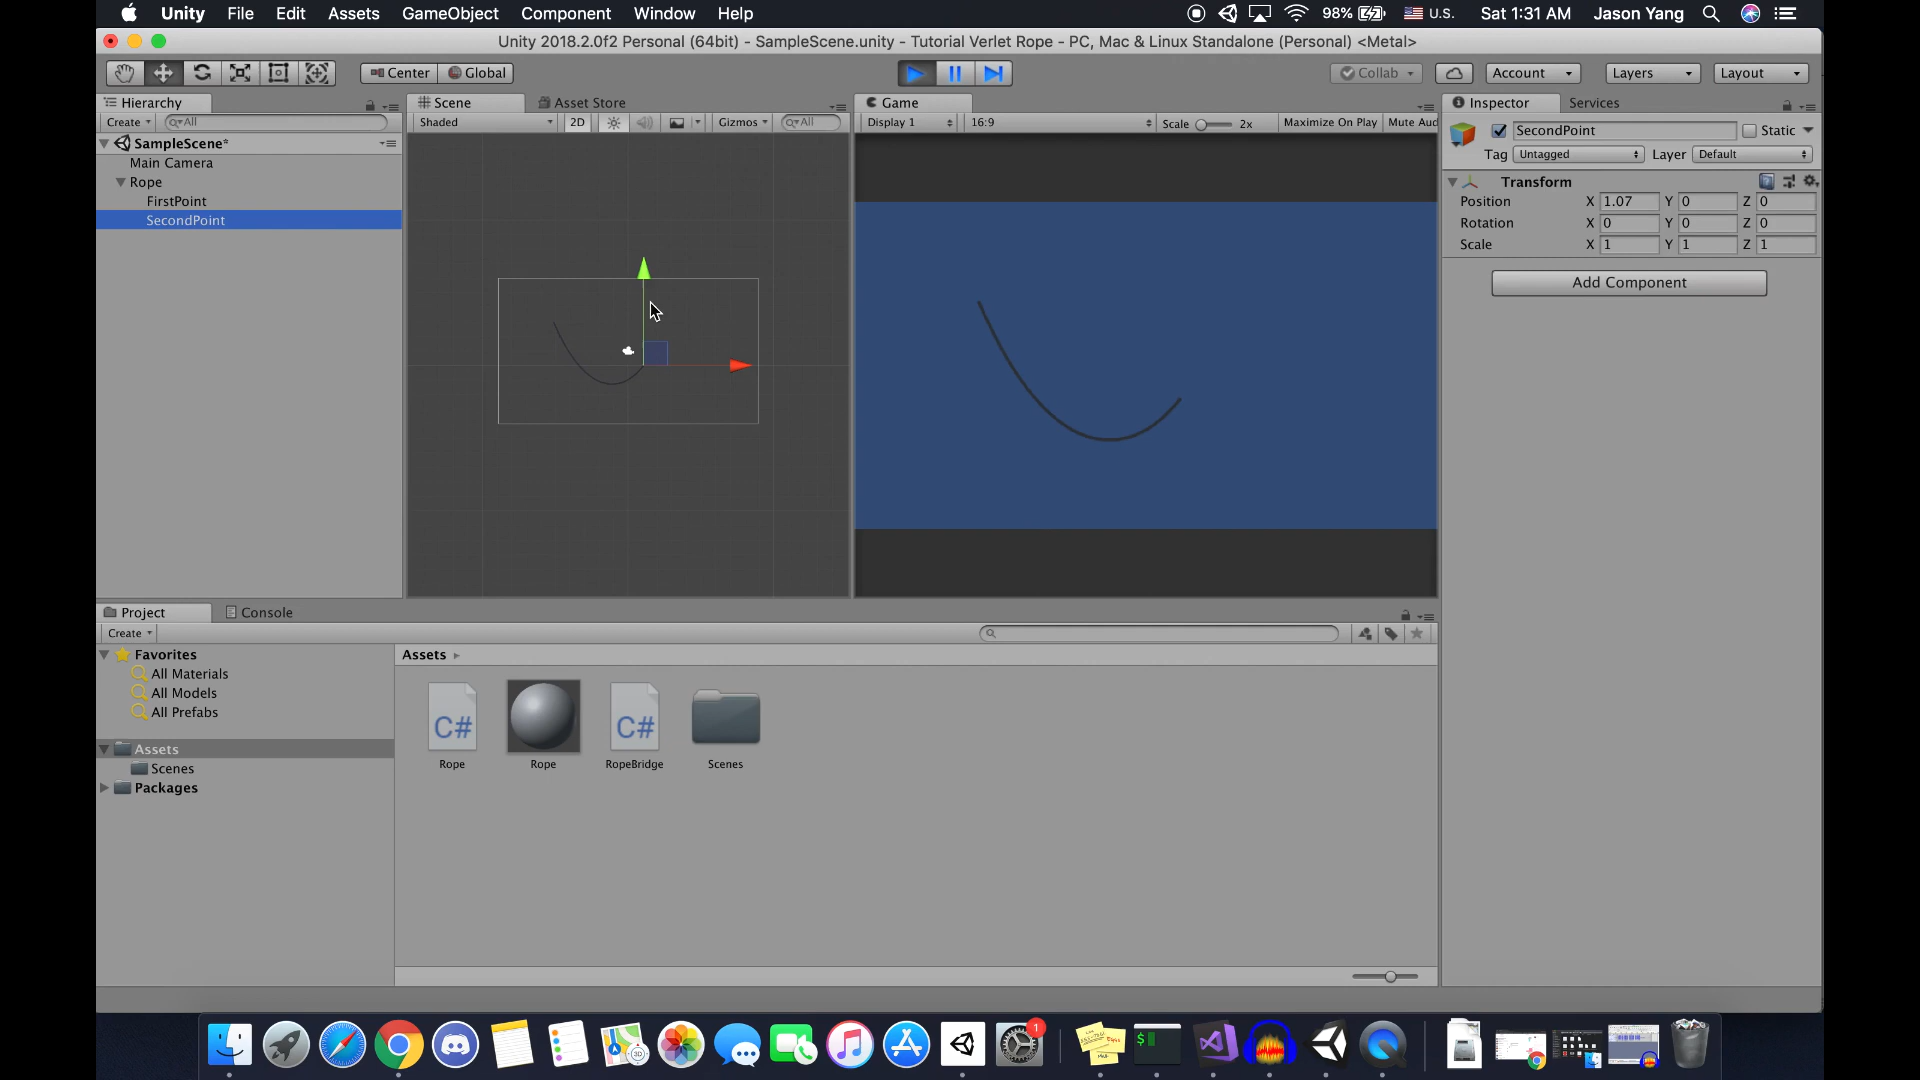 Unity File Edit Assets GameObject Component Window Help 98% U.S. Sat 1:31 AM Jason Yang
Unity 2018.2.0f2 Personal (64bit) - SampleScene.unity - Tutorial Verlet Rope - PC, Mac & Linux Standalone (Personal) <Metal>
Center Global Collab Account Layers Layout
Hierarchy Scene Asset Store Game Inspector Services
Create All Shaded 2D Gizmos All Display 1 16:9 Scale 2x Maximize On Play Mute Aud
SecondPoint Static
Tag Untagged Layer Default
SampleScene*
Main Camera
Rope
FirstPoint
SecondPoint
Transform
Position X 1.07 Y 0 Z 0
Rotation X 0 Y 0 Z 0
Scale X 1 Y 1 Z 1
Add Component
Project Console
Create
Favorites
All Materials
All Models
All Prefabs
Assets
Scenes
Packages
Assets
C# C#
Rope Rope RopeBridge Scenes
3D 1 $